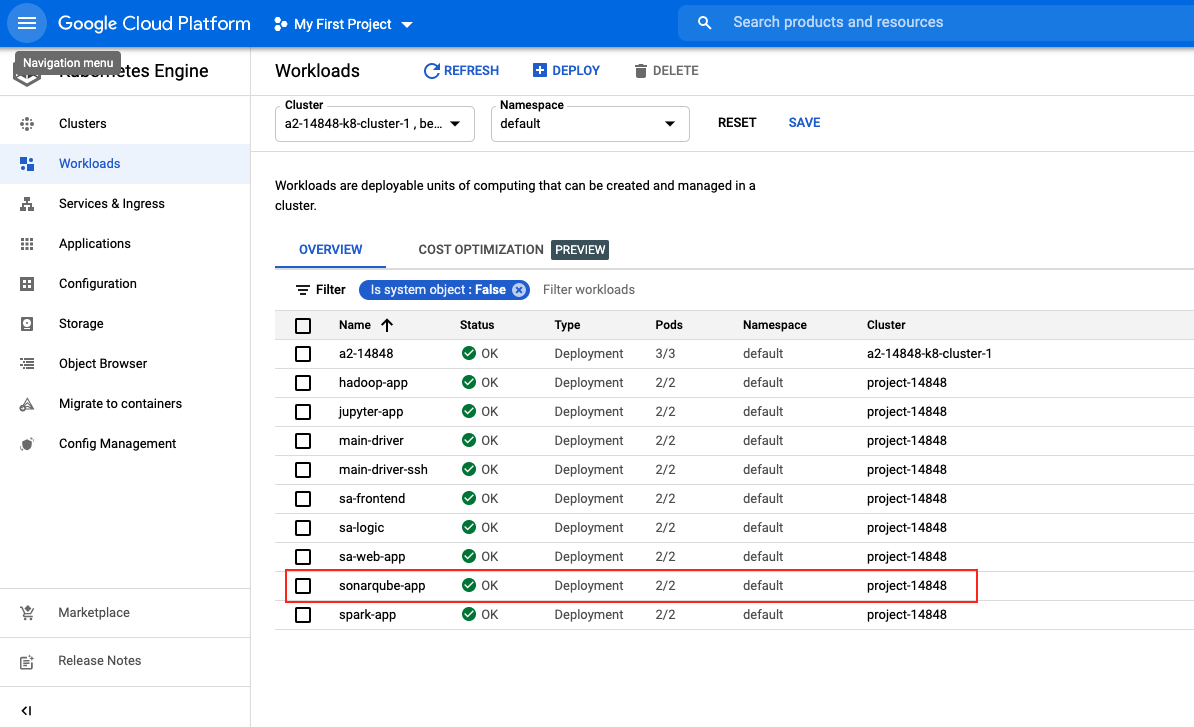 Google Cloud Platform
My First Project
Search products and resources
Navigation menu
Kubernetes Engine
Clusters
Workloads
Services & Ingress
Applications
Configuration
Storage
Object Browser
Migrate to containers
Config Management
Marketplace
Release Notes
Workloads
REFRESH
DEPLOY
DELETE
Cluster
a2-14848-k8-cluster-1 , be...
Namespace
default
RESET
SAVE
Workloads are deployable units of computing that can be created and managed in a
cluster.
OVERVIEW
COST OPTIMIZATION PREVIEW
Filter Is system object : False Filter workloads
Name Status Type Pods Namespace Cluster
a2-14848 OK Deployment 3/3 default a2-14848-k8-cluster-1
hadoop-app OK Deployment 2/2 default project-14848
jupyter-app OK Deployment 2/2 default project-14848
main-driver OK Deployment 2/2 default project-14848
main-driver-ssh OK Deployment 2/2 default project-14848
sa-frontend OK Deployment 2/2 default project-14848
sa-logic OK Deployment 2/2 default project-14848
sa-web-app OK Deployment 2/2 default project-14848
sonarqube-app OK Deployment 2/2 default project-14848
spark-app OK Deployment 2/2 default project-14848